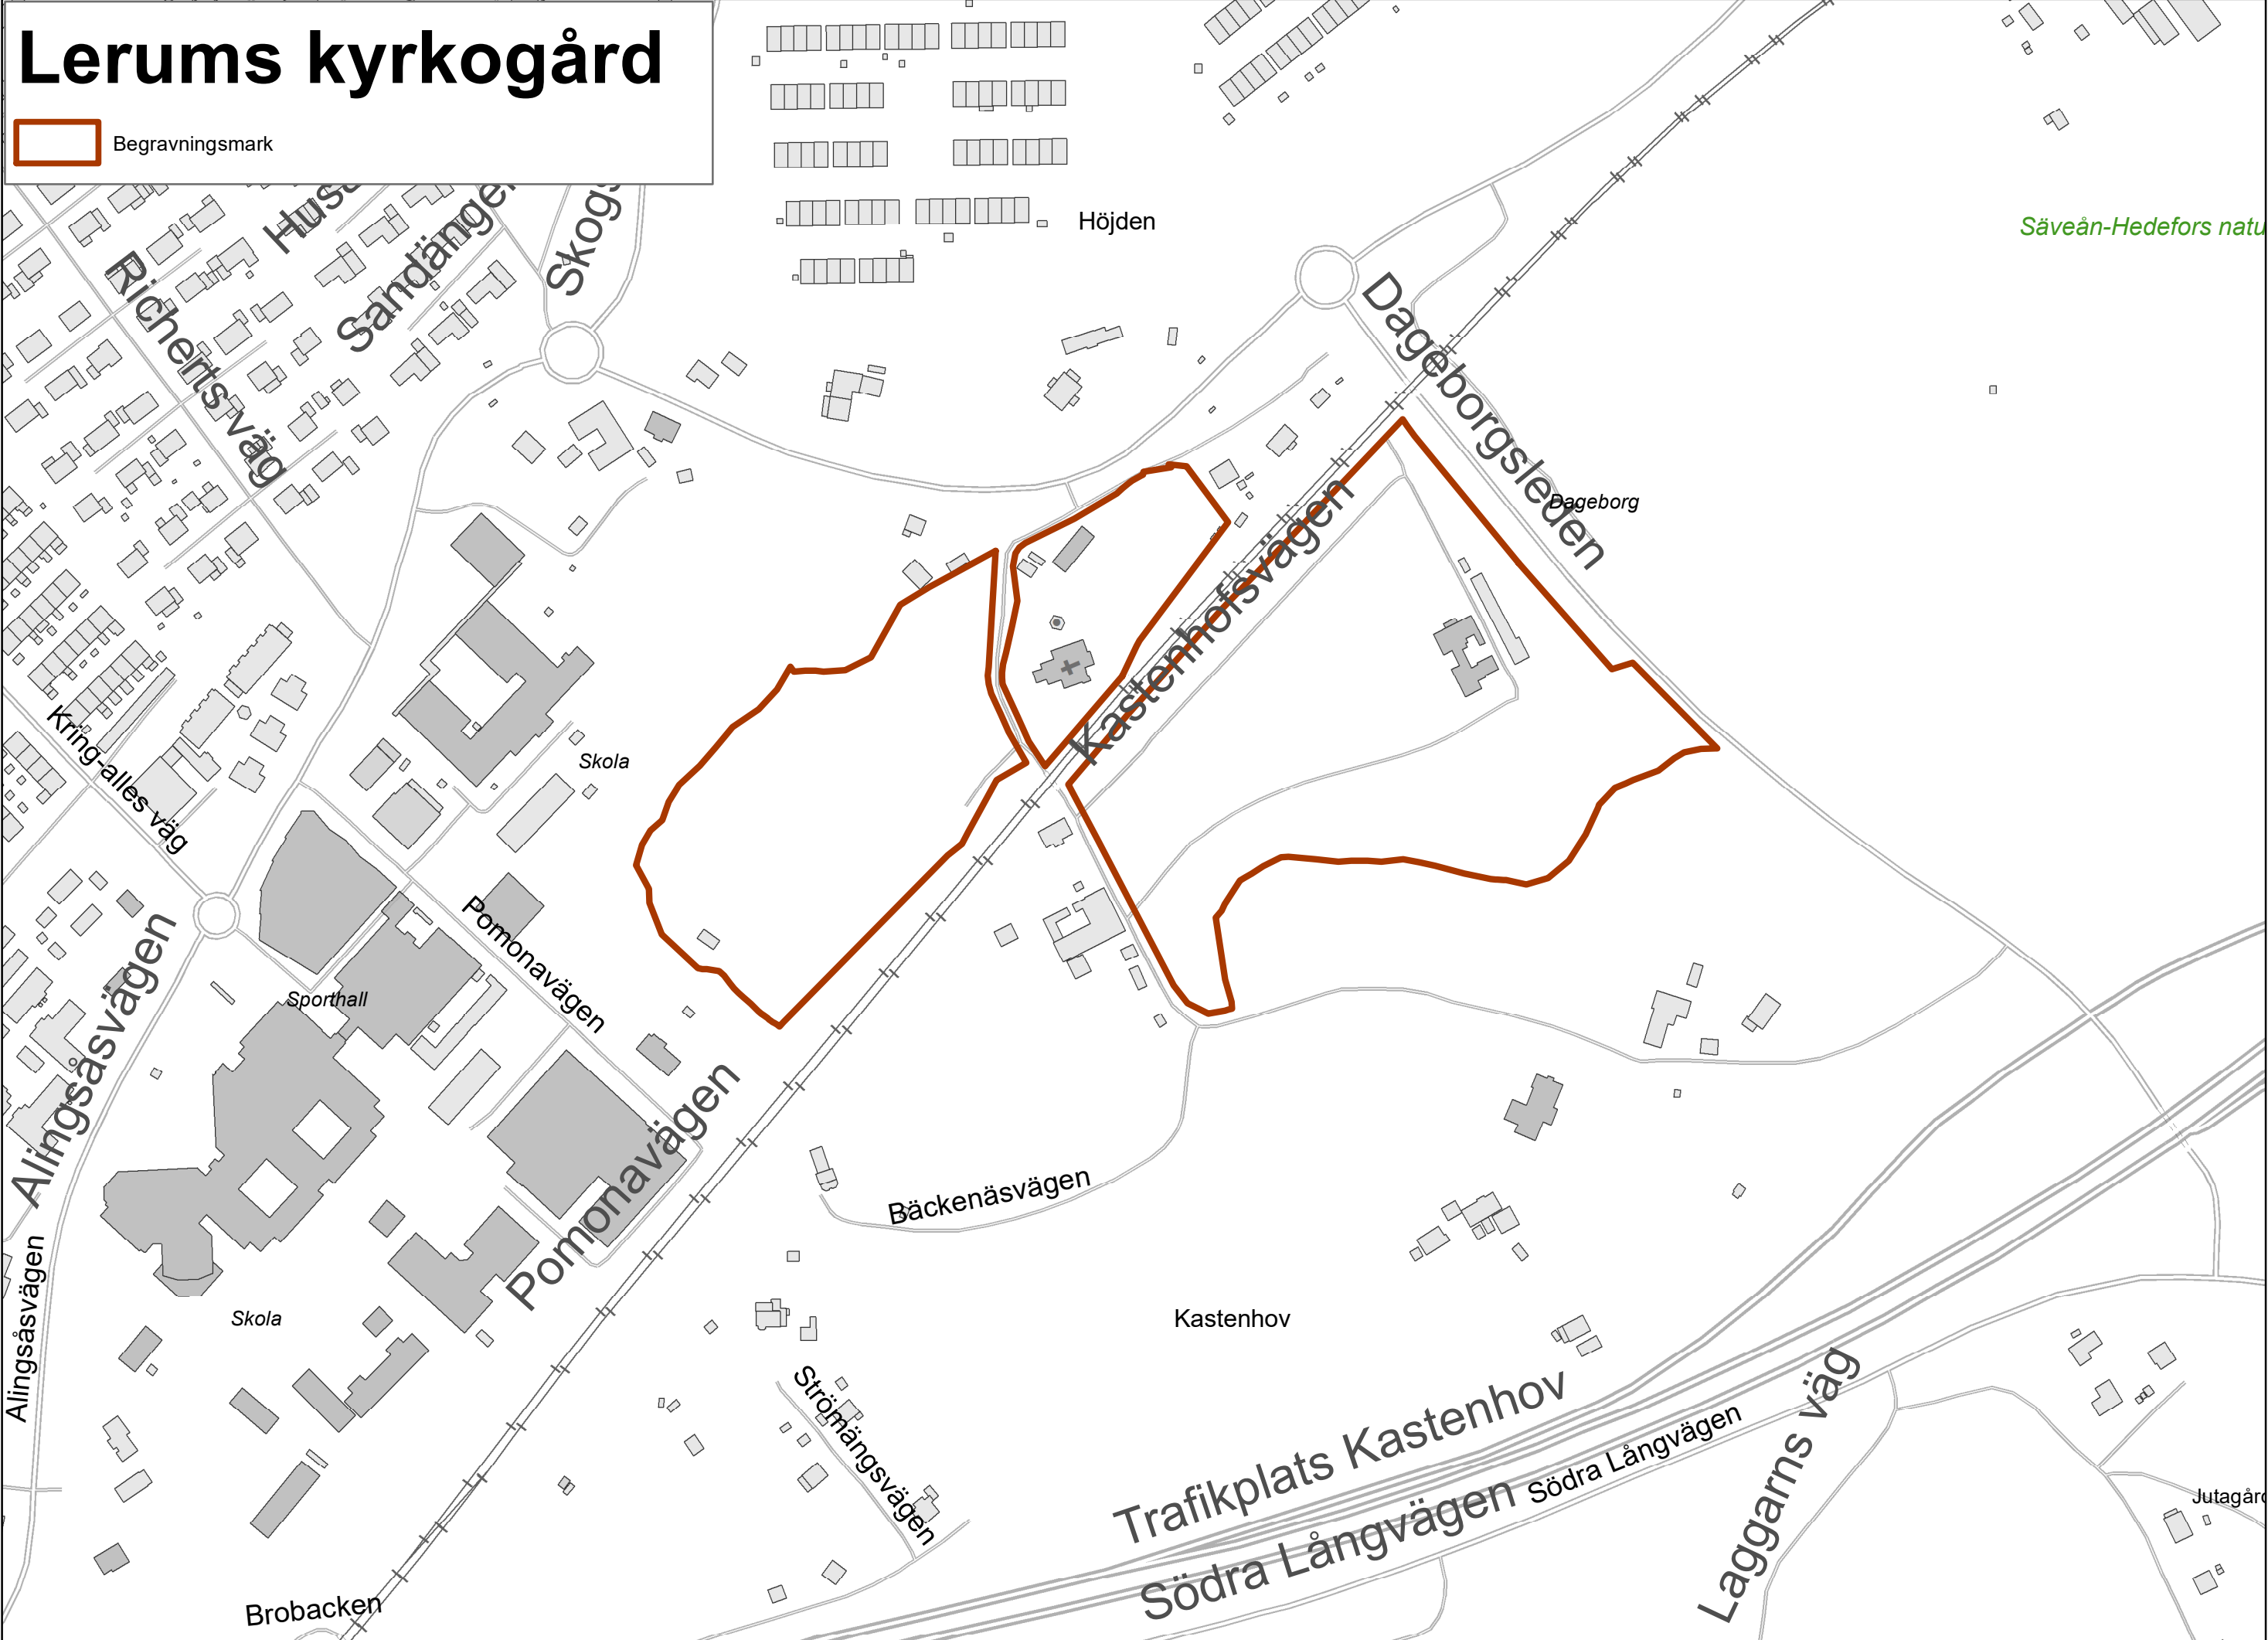 Lerums kyrkogård
Begravningsmark
Höjden
Säveån-Hedefors natu
Richerts väg
Sandänge
Skogs
Dageborgsleden
Dageborg
Kastenhofsvägen
Skola
Kring-alles väg
Pomonavägen
Sporthall
Alingsåsvägen
Pomonavägen
Bäckenäsvägen
Alingsåsvägen
Skola
Kastenhov
Strömängsvägen
Trafikplats Kastenhov
Södra Långvägen
Södra Långvägen
Laggarns väg
Jutagård
Brobacken